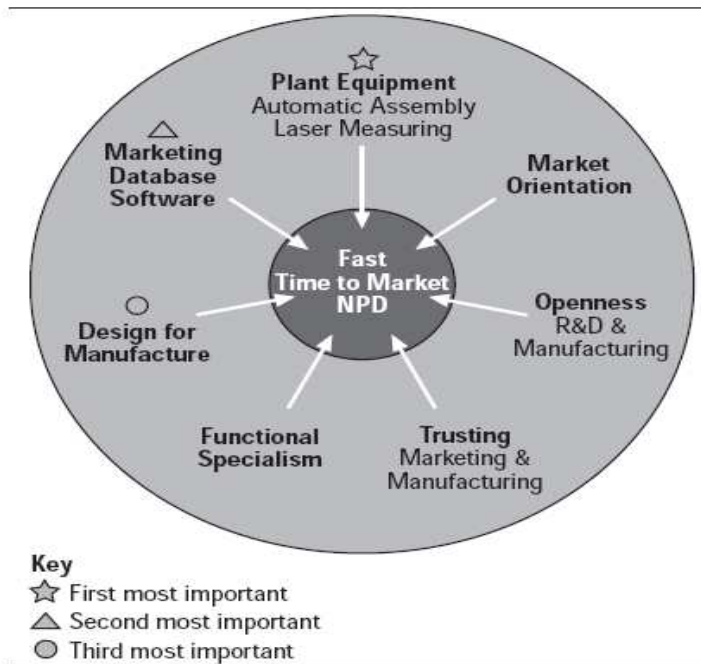 Plant Equipment
Automatic Assembly
Laser Measuring
Marketing
Database
Software
Market
Orientation
Fast
Time to Market
NPD
Design for
Manufacture
Openness
R&D &
Manufacturing
Functional
Specialism
Trusting
Marketing &
Manufacturing
Key
First most important
Second most important
Third most important